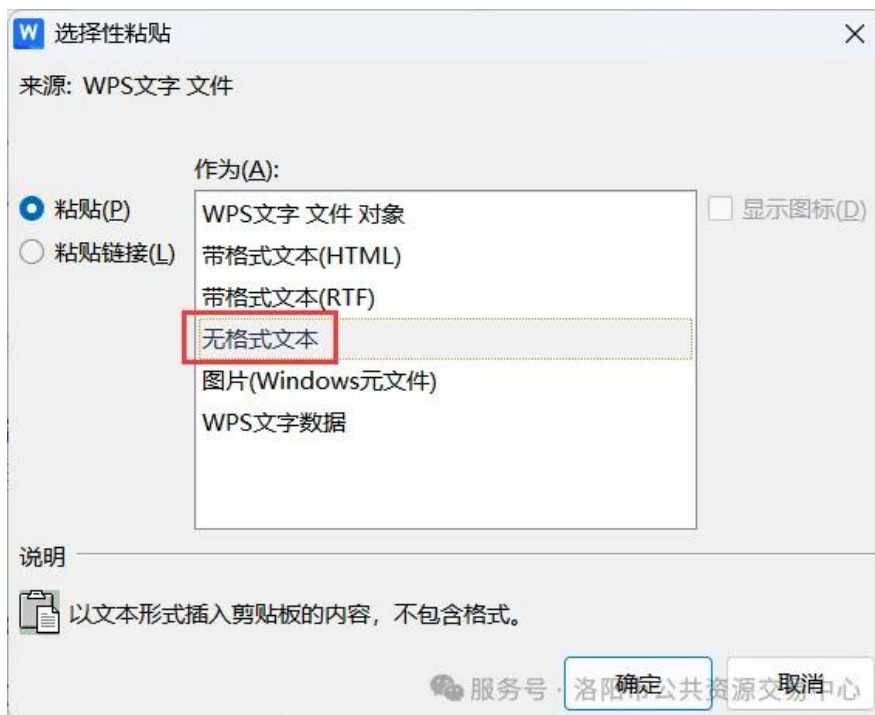 W 选择性粘贴
来源: WPS文字 文件
作为(A):
粘贴(P)
粘贴链接(L)
WPS文字 文件 对象
带格式文本(HTML)
带格式文本(RTF)
无格式文本
图片(Windows元文件)
WPS文字数据
显示图标(D)
说明
以文本形式插入剪贴板的内容，不包含格式。
确定
取消
服务号 · 洛阳市公共资源交易中心